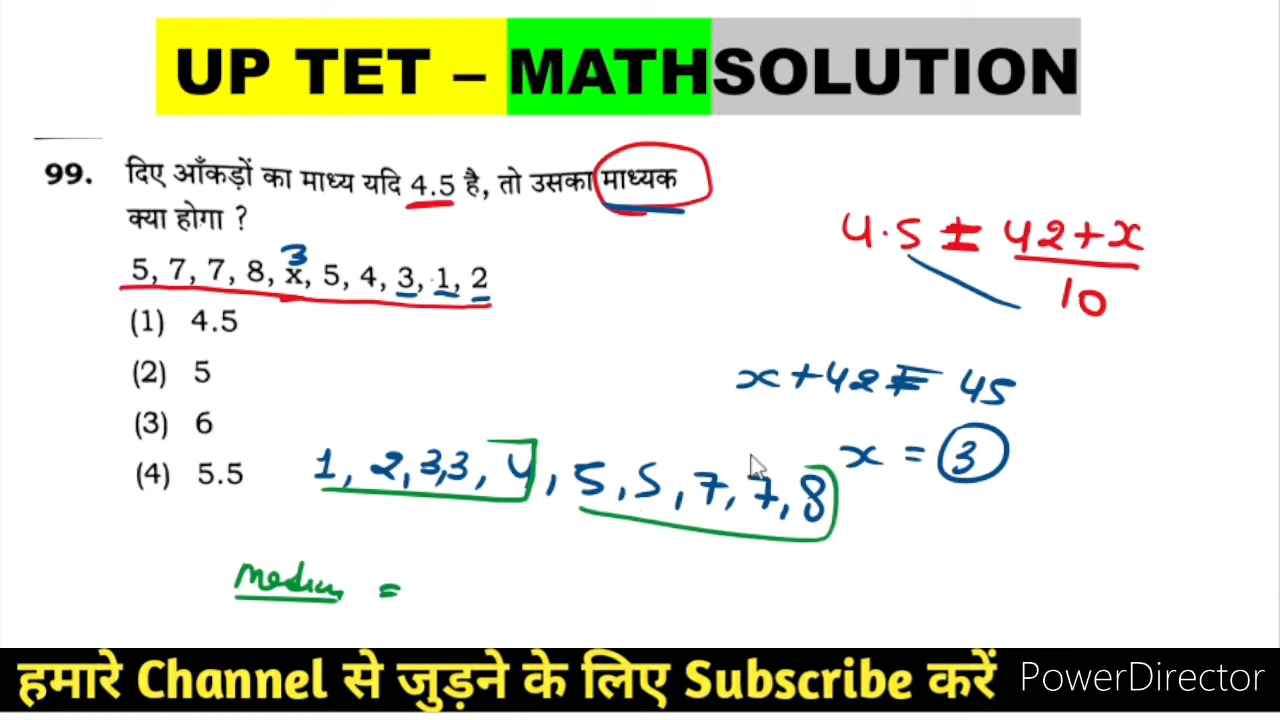 UP TET – MATHSOLUTION
99. दिए आँकड़ों का माध्य यदि 4.5 है, तो उसका माध्यक
क्या होगा ?
3
5, 7, 7, 8, x, 5, 4, 3, 1, 2
(1) 4.5
(2) 5
(3) 6
(4) 5.5
4.5 = 42+x
10
x+42 = 45
x = 3
1, 2, 3, 3, 4, 5, 5, 7, 7, 8
=
हमारे Channel से जुड़ने के लिए Subscribe करें
PowerDirector